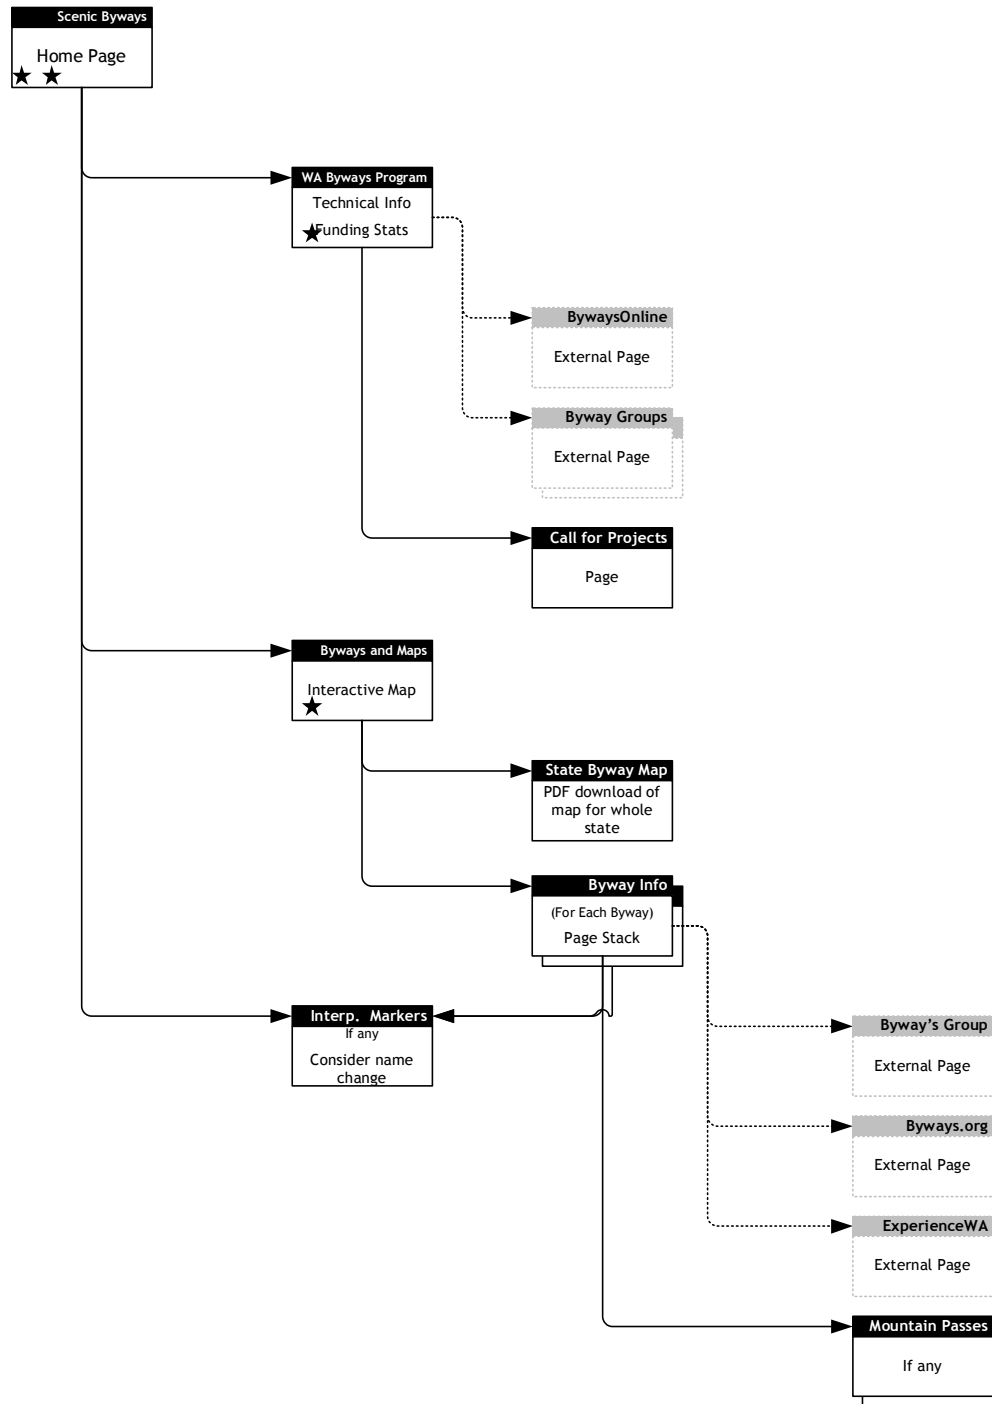 Scenic Byways
Home Page
WA Byways Program
Technical Info
Funding Stats
BywaysOnline
External Page
Byway Groups
External Page
Call for Projects
Page
Byways and Maps
Interactive Map
State Byway Map
PDF download of
map for whole
state
Byway Info
(For Each Byway)
Page Stack
Interp.  Markers
If any
Consider name
change
Byway's Group
External Page
Byways.org
External Page
ExperienceWA
External Page
Mountain Passes
If any